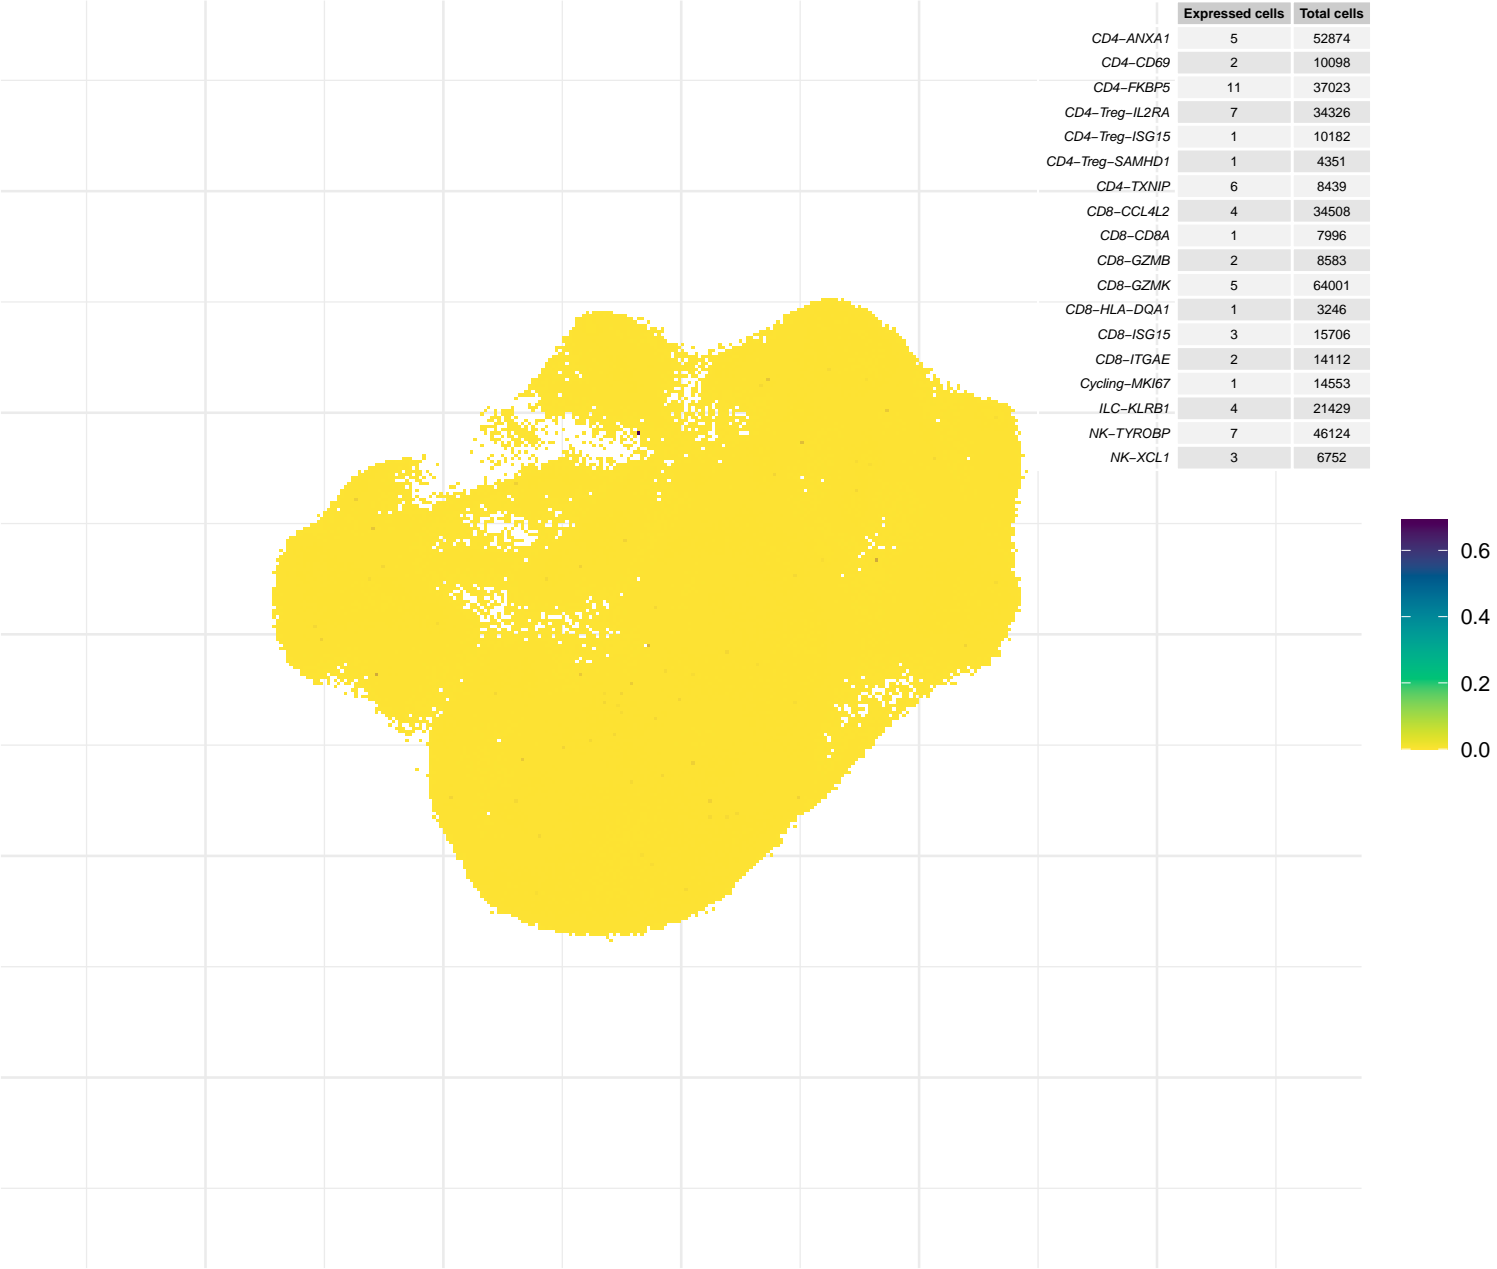 Expressed cells Total cells
CD4−ANXA1 5 52874
CD4−CD69 2 10098
CD4−FKBP5 11 37023
CD4−Treg−IL2RA 7 34326
CD4−Treg−ISG15 1 10182
CD4−Treg−SAMHD1 1 4351
CD4−TXNIP 6 8439
CD8−CCL4L2 4 34508
CD8−CD8A 1 7996
CD8−GZMB 2 8583
CD8−GZMK 5 64001
CD8−HLA−DQA1 1 3246
CD8−ISG15 3 15706
CD8−ITGAE 2 14112
Cycling−MKI67 1 14553
ILC−KLRB1 4 21429
NK−TYROBP 7 46124
NK−XCL1 3 6752
0.6
0.4
0.2
0.0